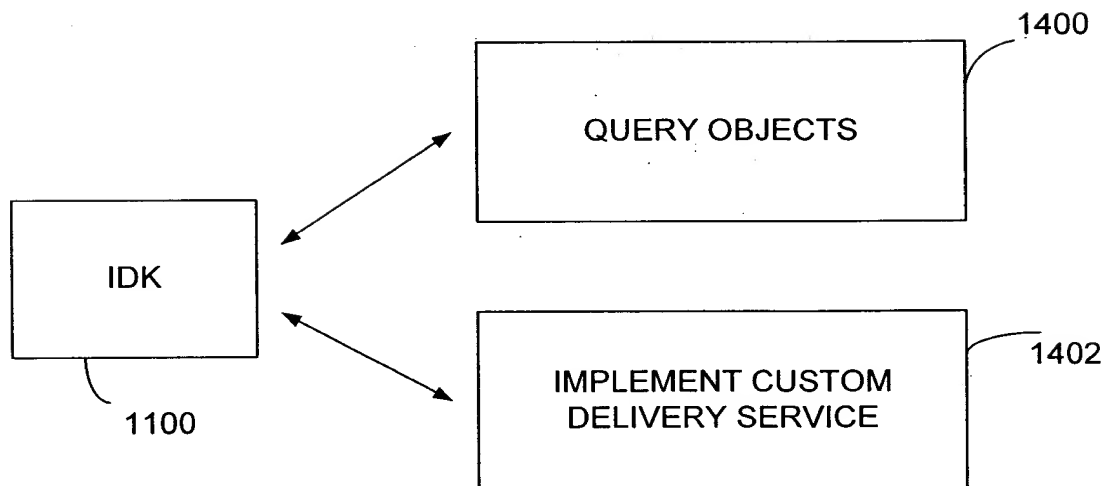 1400
QUERY OBJECTS
IDK
1100
1402
IMPLEMENT CUSTOM
DELIVERY SERVICE